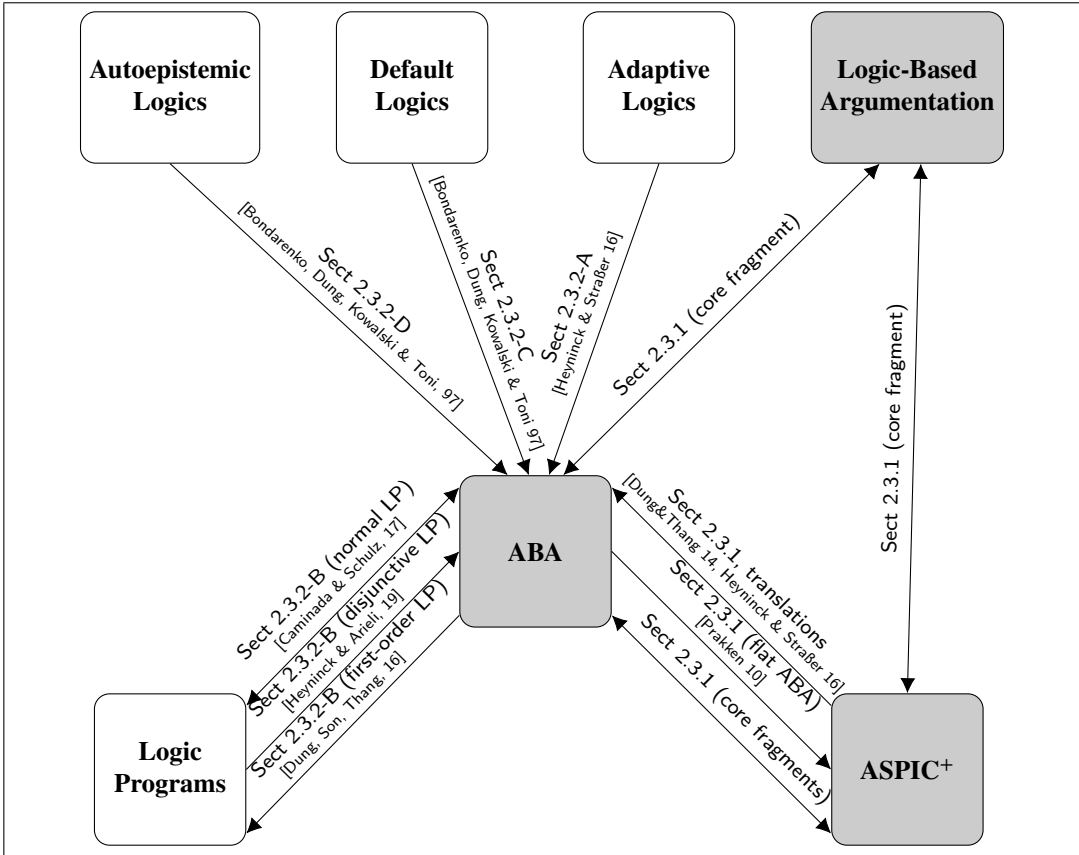 Autoepistemic
Logics
Default
Logics
Adaptive
Logics
Logic-Based
Argumentation
Sect 2.3.2-D
[Bondarenko, Dung, Kowalski & Toni, 97]
Sect 2.3.2-C
[Bondarenko, Dung, Kowalski & Toni 97]
Sect 2.3.2-A
[Heyninck & Straßer 16]
Sect 2.3.1 (core fragment)
Sect 2.3.1 (core fragment)
ABA
Sect 2.3.2-B (normal LP)
[Caminada & Schulz, 17]
Sect 2.3.2-B (disjunctive LP)
[Heyninck & Arieli, 19]
Sect 2.3.2-B (first-order LP)
[Dung, Son, Thang, 16]
Sect 2.3.1, translations
[Dung&Thang 14, Heyninck & Straßer 16]
Sect 2.3.1 (flat ABA)
[Prakken 10]
Sect 2.3.1 (core fragments)
Logic
Programs
ASPIC⁺